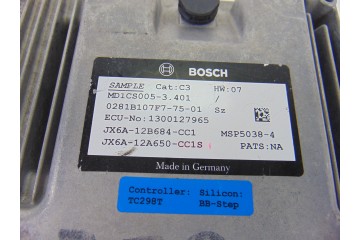 BOSCH
SAMPLE Cat:C3 HW:07
MD1CS005-3.401 /
0281B107F7-75-01 Sz
ECU-No:1300127965
JX6A-12B684-CC1 MSP5038-4
JX6A-12A650-CC1S PATS:NA
Made in Germany
Controller: Silicon:
TC298T BB-Step